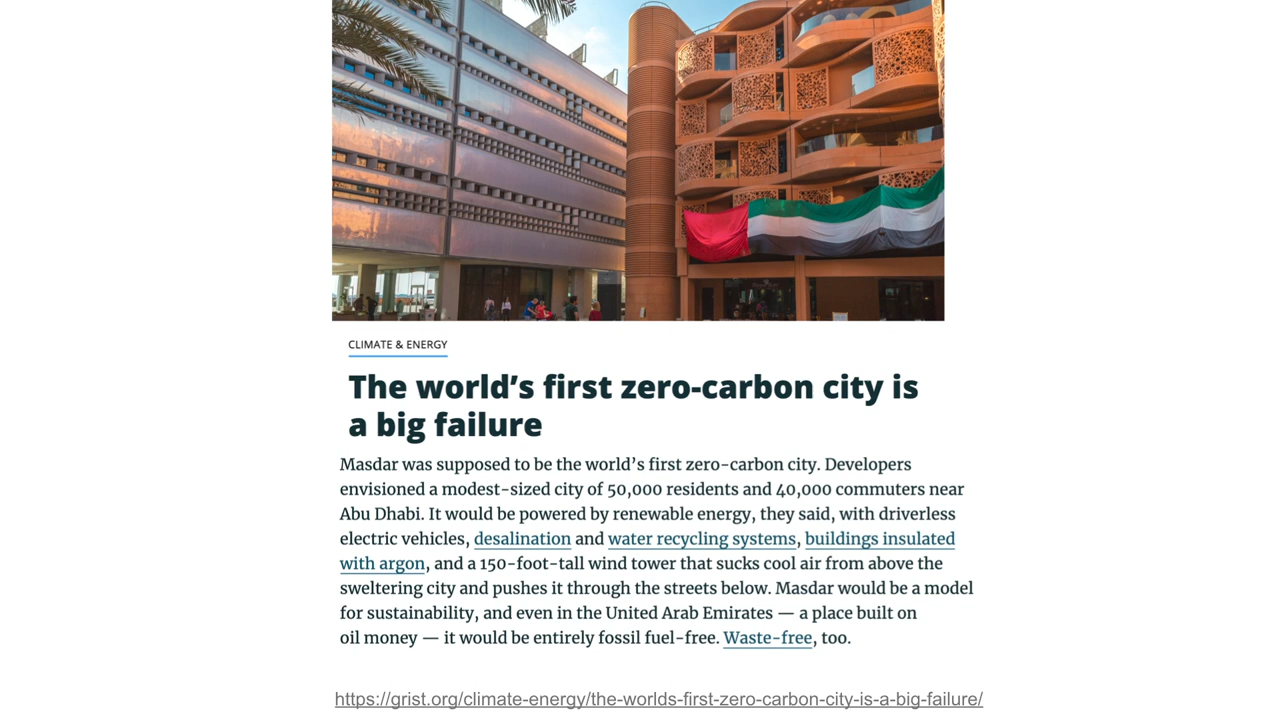 CLIMATE & ENERGY
The world’s first zero-carbon city is
a big failure
Masdar was supposed to be the world’s first zero-carbon city. Developers
envisioned a modest-sized city of 50,000 residents and 40,000 commuters near
Abu Dhabi. It would be powered by renewable energy, they said, with driverless
electric vehicles, desalination and water recycling systems, buildings insulated
with argon, and a 150-foot-tall wind tower that sucks cool air from above the
sweltering city and pushes it through the streets below. Masdar would be a model
for sustainability, and even in the United Arab Emirates — a place built on
oil money — it would be entirely fossil fuel-free. Waste-free, too.
https://grist.org/climate-energy/the-worlds-first-zero-carbon-city-is-a-big-failure/